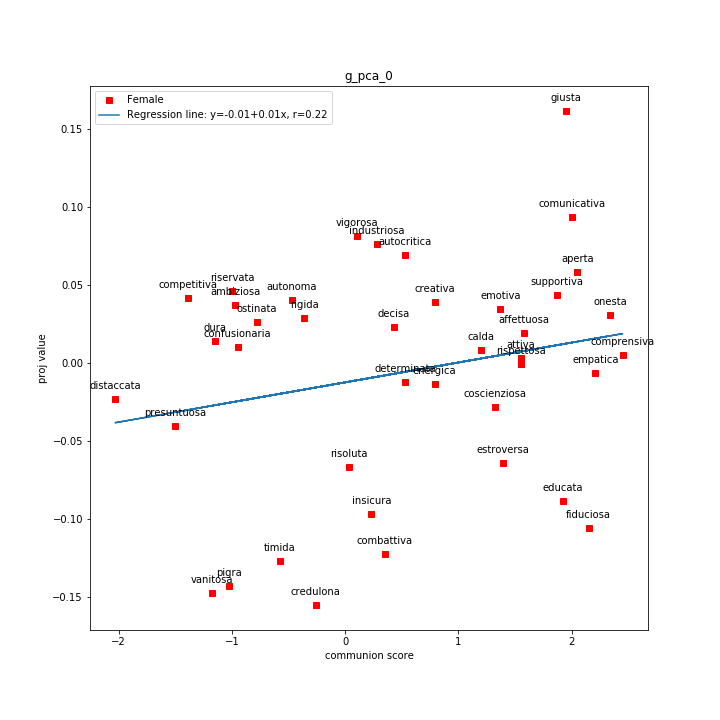 g_pca_0
Female
Regression line: y=-0.01+0.01x, r=0.22
giusta
comunicativa
vigorosa
industriosa
autocritica
aperta
riservata
competitiva
ambiziosa
autonoma
supportiva
creativa
emotiva
onesta
ostinata
rigida
decisa
affettuosa
dura
confusionaria
calda
attiva
rispettosa
comprensiva
empatica
determinata
energica
distaccata
presuntuosa
coscienziosa
risoluta
estroversa
insicura
educata
fiduciosa
combattiva
timida
pigra
vanitosa
credulona
0.15
0.10
0.05
0.00
−0.05
−0.10
−0.15
proj value
−2
−1
0
1
2
communion score